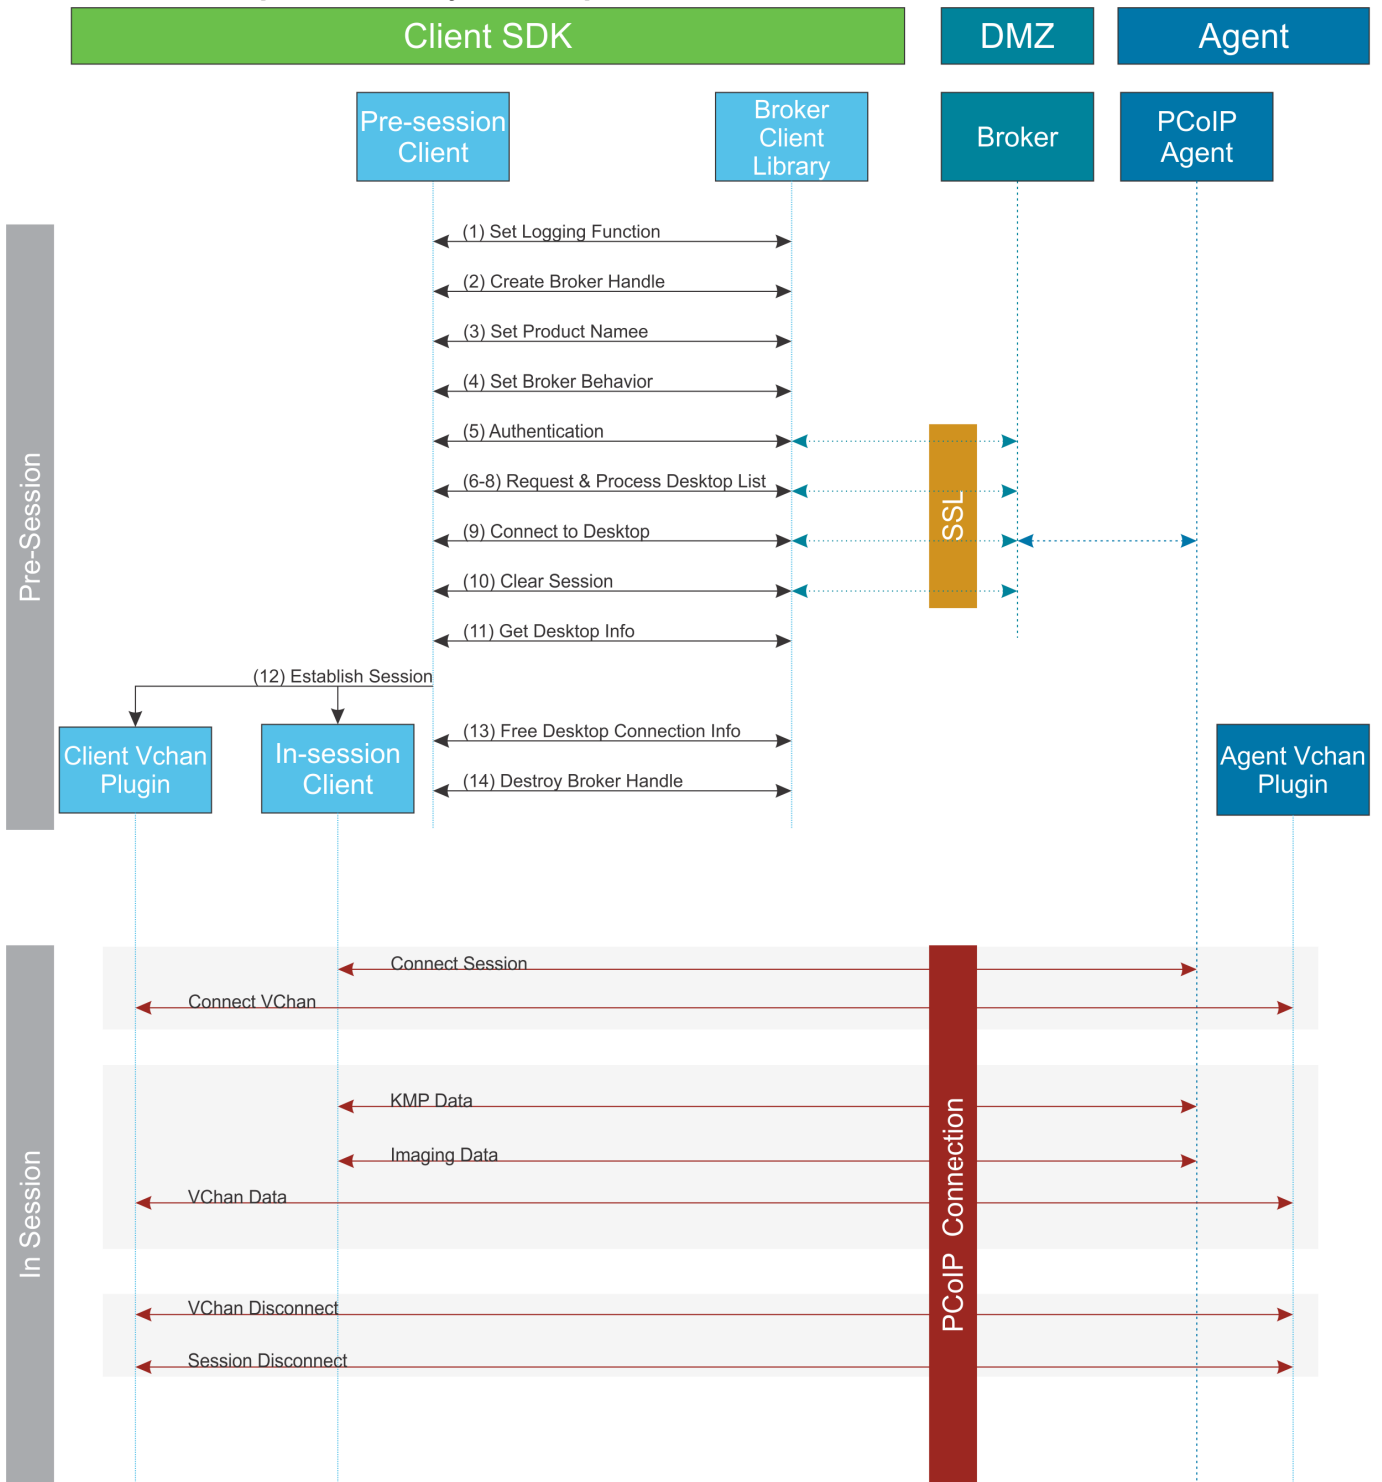 Client SDK
DMZ
Agent
Pre-session
Client
Broker
Client
Library
Broker
PCoIP
Agent
Pre-Session
(1) Set Logging Function
(2) Create Broker Handle
(3) Set Product Namee
(4) Set Broker Behavior
(5) Authentication
(6-8) Request & Process Desktop List
(9) Connect to Desktop
(10) Clear Session
(11) Get Desktop Info
SSL
(12) Establish Session
Client Vchan
Plugin
In-session
Client
(13) Free Desktop Connection Info
(14) Destroy Broker Handle
Agent Vchan
Plugin
In Session
Connect Session
Connect VChan
KMP Data
Imaging Data
VChan Data
VChan Disconnect
Session Disconnect
PCoIP Connection